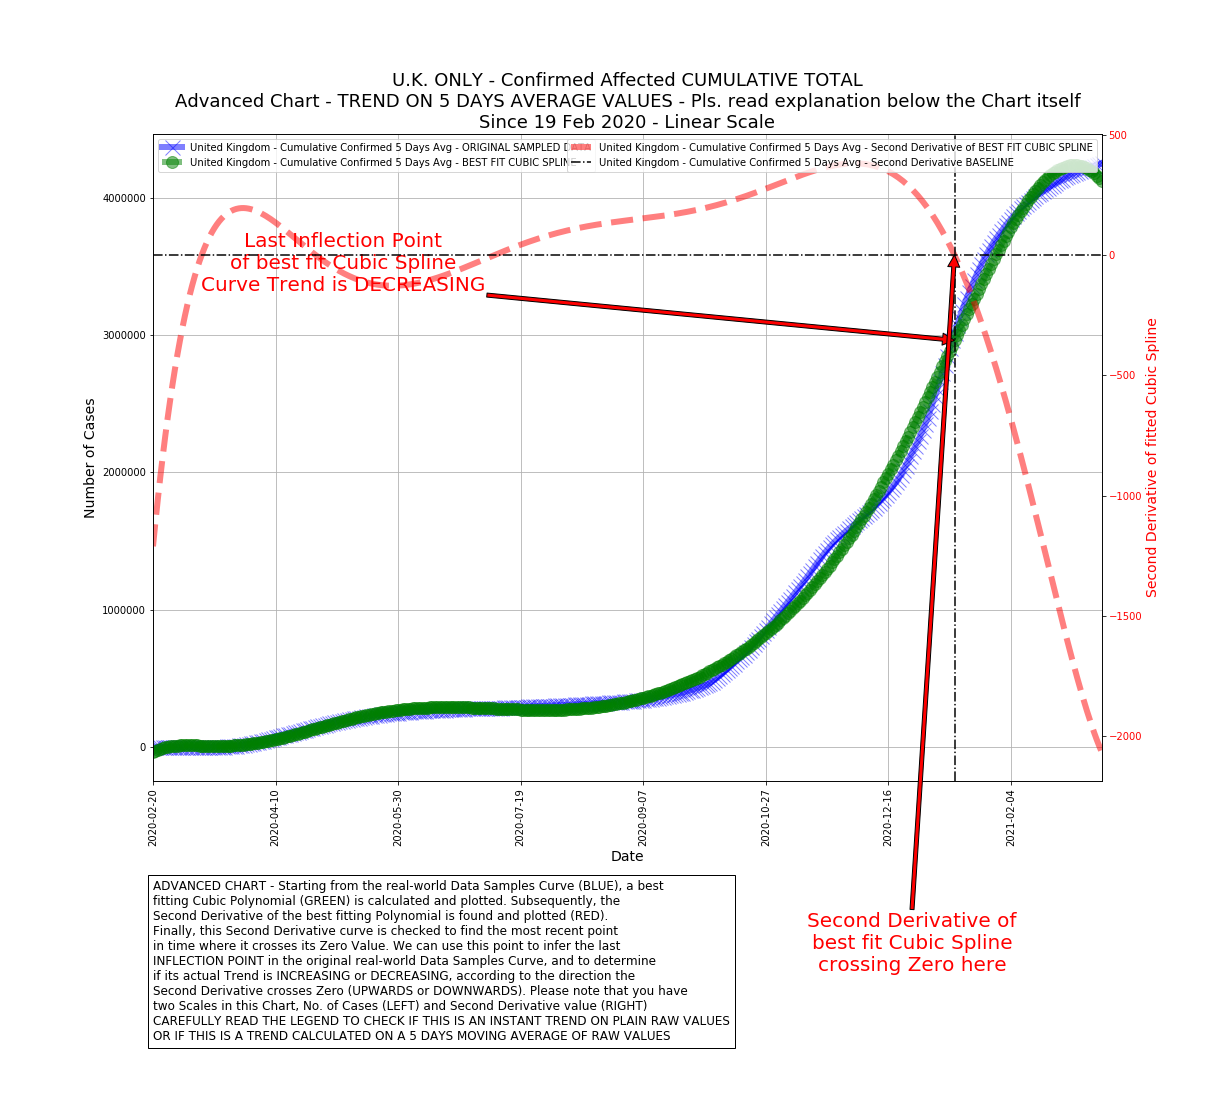 U.K. ONLY - Confirmed Affected CUMULATIVE TOTAL
Advanced Chart - TREND ON 5 DAYS AVERAGE VALUES - Pls. read explanation below the Chart itself
Since 19 Feb 2020 - Linear Scale
United Kingdom - Cumulative Confirmed 5 Days Avg - ORIGINAL SAMPLED DATA
United Kingdom - Cumulative Confirmed 5 Days Avg - BEST FIT CUBIC SPLINE
United Kingdom - Cumulative Confirmed 5 Days Avg - Second Derivative of BEST FIT CUBIC SPLINE
United Kingdom - Cumulative Confirmed 5 Days Avg - Second Derivative BASELINE
Last Inflection Point
of best fit Cubic Spline
Curve Trend is DECREASING
Number of Cases
4000000
3000000
2000000
1000000
0
500
0
−500
−1000
−1500
−2000
Second Derivative of fitted Cubic Spline
2020-02-20
2020-04-10
2020-05-30
2020-07-19
2020-09-07
2020-10-27
2020-12-16
2021-02-04
Date
ADVANCED CHART - Starting from the real-world Data Samples Curve (BLUE), a best
fitting Cubic Polynomial (GREEN) is calculated and plotted. Subsequently, the
Second Derivative of the best fitting Polynomial is found and plotted (RED).
Finally, this Second Derivative curve is checked to find the most recent point
in time where it crosses its Zero Value. We can use this point to infer the last
INFLECTION POINT in the original real-world Data Samples Curve, and to determine
if its actual Trend is INCREASING or DECREASING, according to the direction the
Second Derivative crosses Zero (UPWARDS or DOWNWARDS). Please note that you have
two Scales in this Chart, No. of Cases (LEFT) and Second Derivative value (RIGHT)
CAREFULLY READ THE LEGEND TO CHECK IF THIS IS AN INSTANT TREND ON PLAIN RAW VALUES
OR IF THIS IS A TREND CALCULATED ON A 5 DAYS MOVING AVERAGE OF RAW VALUES
Second Derivative of
best fit Cubic Spline
crossing Zero here